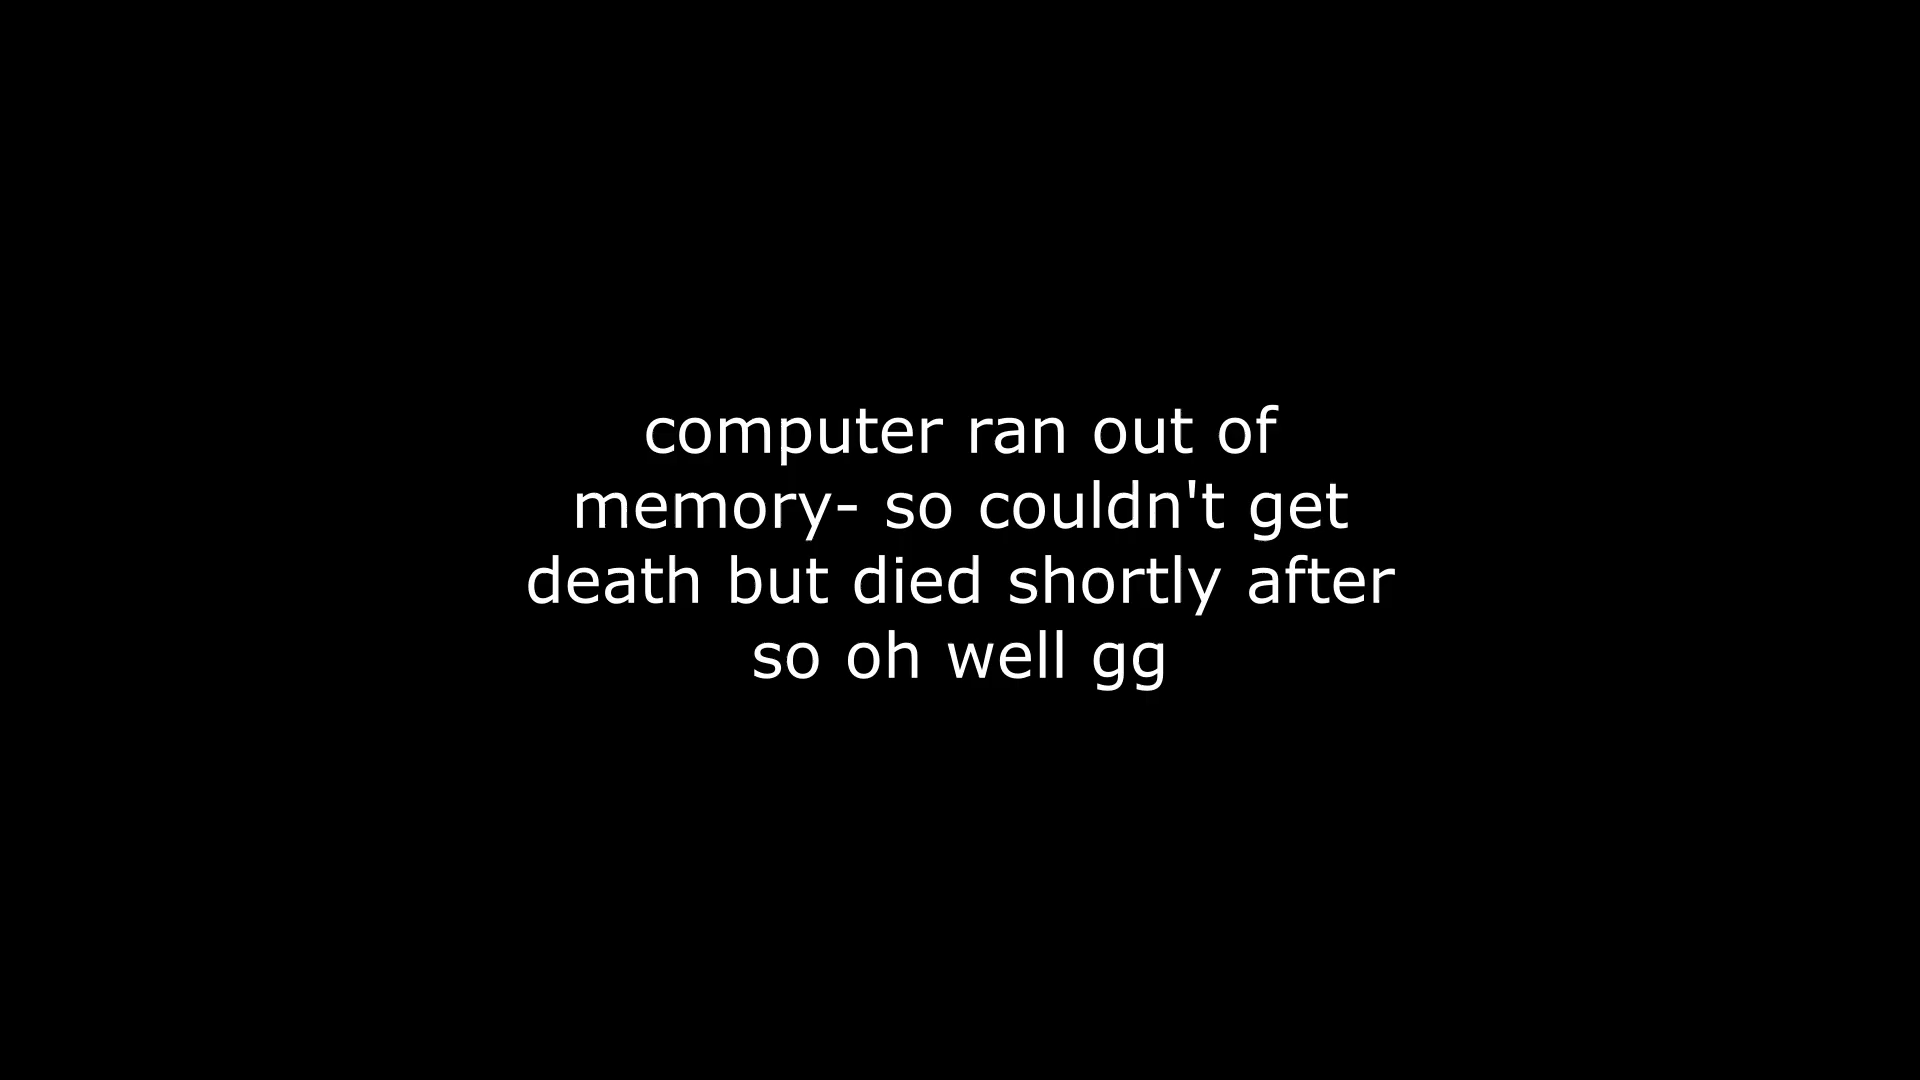 computer ran out of
memory- so couldn't get
death but died shortly after
so oh well gg